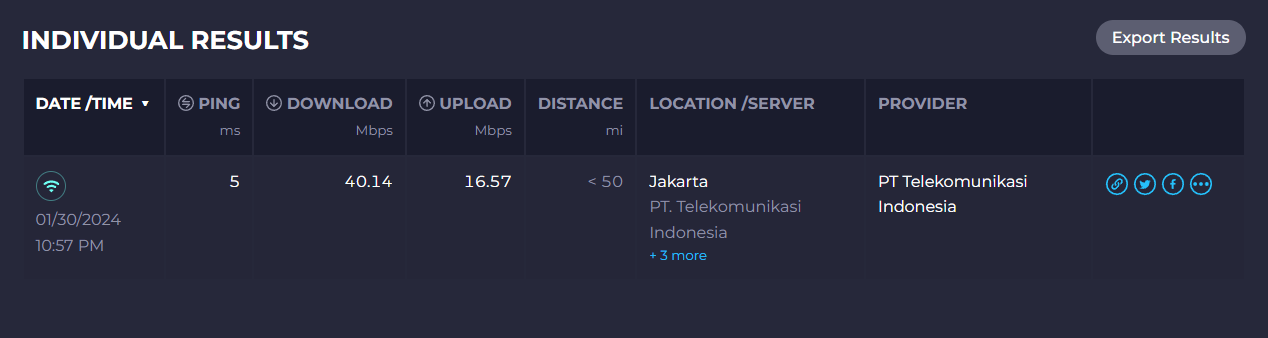 INDIVIDUAL RESULTS
Export Results
DATE /TIME
PING
ms
DOWNLOAD
Mbps
UPLOAD
Mbps
DISTANCE
mi
LOCATION /SERVER
PROVIDER
01/30/2024
10:57 PM
5
40.14
16.57
< 50
Jakarta
PT. Telekomunikasi
Indonesia
+ 3 more
PT Telekomunikasi
Indonesia